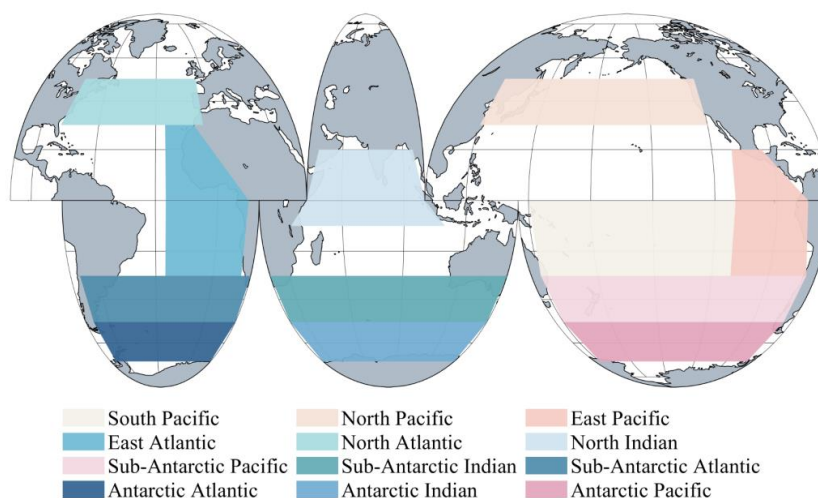 South Pacific North Pacific East Pacific
East Atlantic North Atlantic North Indian
Sub-Antarctic Pacific Sub-Antarctic Indian Sub-Antarctic Atlantic
Antarctic Atlantic Antarctic Indian Antarctic Pacific